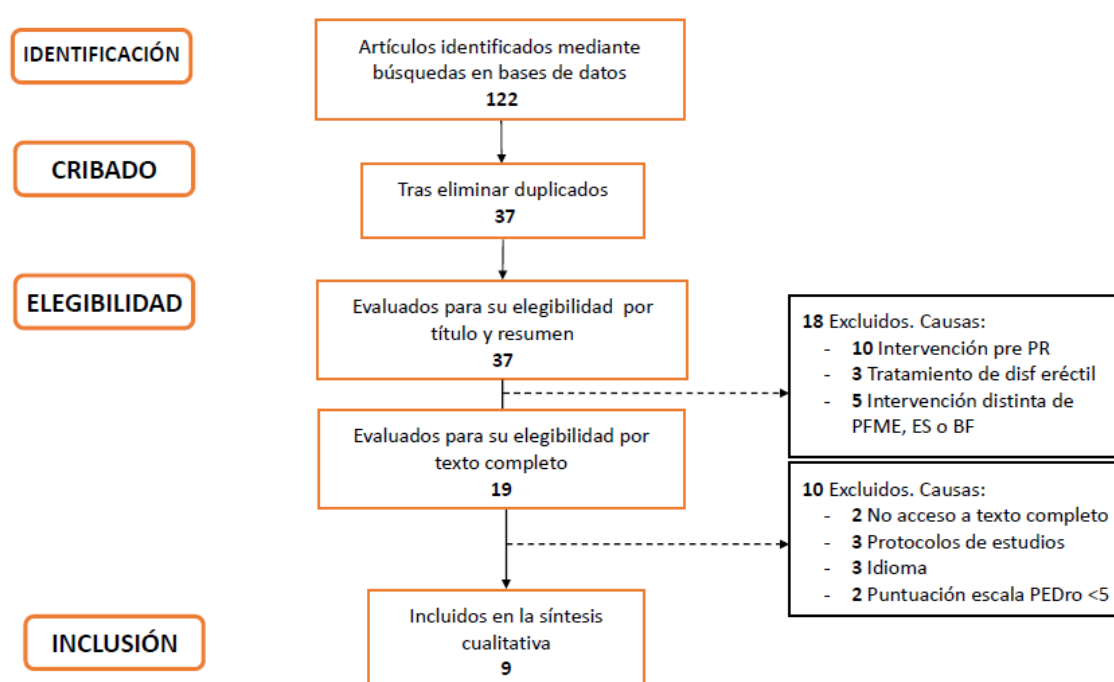 IDENTIFICACIÓN
Artículos identificados mediante
búsquedas en bases de datos
122
CRIBADO
Tras eliminar duplicados
37
ELEGIBILIDAD
Evaluados para su elegibilidad por
título y resumen
37
18 Excluidos. Causas:
- 10 Intervención pre PR
- 3 Tratamiento de disf eréctil
- 5 Intervención distinta de
PFME, ES o BF
Evaluados para su elegibilidad por
texto completo
19
10 Excluidos. Causas:
- 2 No acceso a texto completo
- 3 Protocolos de estudios
- 3 Idioma
- 2 Puntuación escala PEDro <5
INCLUSIÓN
Incluidos en la síntesis
cualitativa
9